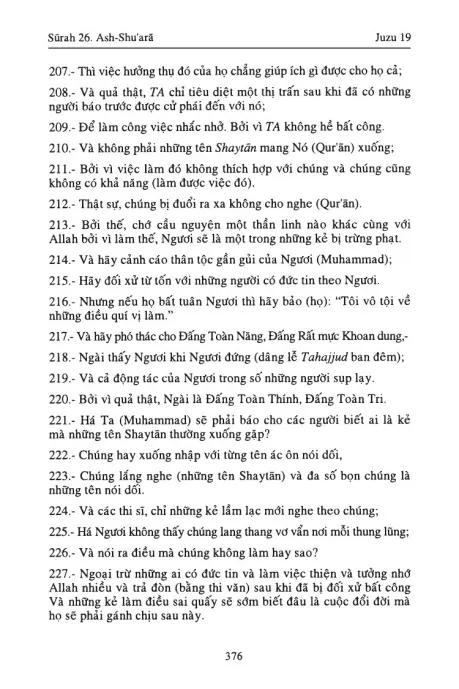 Sūrah 26. Ash-Shu'arā Juzu 19
207.- Thì việc hưởng thụ đó của họ chẳng giúp ích gì được cho họ cả;
208.- Và quả thật, TA chỉ tiêu diệt một thị trấn sau khi đã có những
người báo trước được cử phái đến với nó;
209.- Để làm công việc nhắc nhở. Bởi vì TA không hề bất công.
210.- Và không phải những tên Shaytān mang Nó (Qur'ān) xuống;
211.- Bởi vì việc làm đó không thích hợp với chúng và chúng cũng
không có khả năng (làm được việc đó).
212.- Thật sự, chúng bị đuổi ra xa không cho nghe (Qur'ān).
213.- Bởi thế, chớ cầu nguyện một thần linh nào khác cùng với
Allah bởi vì làm thế, Ngươi sẽ là một trong những kẻ bị trừng phạt.
214.- Và hãy cảnh cáo thân tộc gần gũi của Ngươi (Muhammad);
215.- Hãy đối xử từ tốn với những người có đức tin theo Ngươi.
216.- Nhưng nếu họ bất tuân Ngươi thì hãy bảo (họ): “Tôi vô tội về
những điều quí vị làm.”
217.- Và hãy phó thác cho Đấng Toàn Năng, Đấng Rất mực Khoan dung,-
218.- Ngài thấy Ngươi khi Ngươi đứng (dâng lễ Tahajjud ban đêm);
219.- Và cả động tác của Ngươi trong số những người sụp lạy.
220.- Bởi vì quả thật, Ngài là Đấng Toàn Thính, Đấng Toàn Tri.
221.- Há Ta (Muhammad) sẽ phải báo cho các người biết ai là kẻ
mà những tên Shaytān thường xuống gặp?
222.- Chúng hay xuống nhập với từng tên ác ôn nói dối,
223.- Chúng lắng nghe (những tên Shaytān) và đa số bọn chúng là
những tên nói dối.
224.- Và các thi sĩ, chỉ những kẻ lầm lạc mới nghe theo chúng;
225.- Há Ngươi không thấy chúng lang thang vơ vẩn nơi mỗi thung lũng;
226.- Và nói ra điều mà chúng không làm hay sao?
227.- Ngoại trừ những ai có đức tin và làm việc thiện và tưởng nhớ
Allah nhiều và trả đòn (bằng thi văn) sau khi đã bị đối xử bất công
Và những kẻ làm điều sai quấy sẽ sớm biết đâu là cuộc đổi đời mà
họ sẽ phải gánh chịu sau này.
376